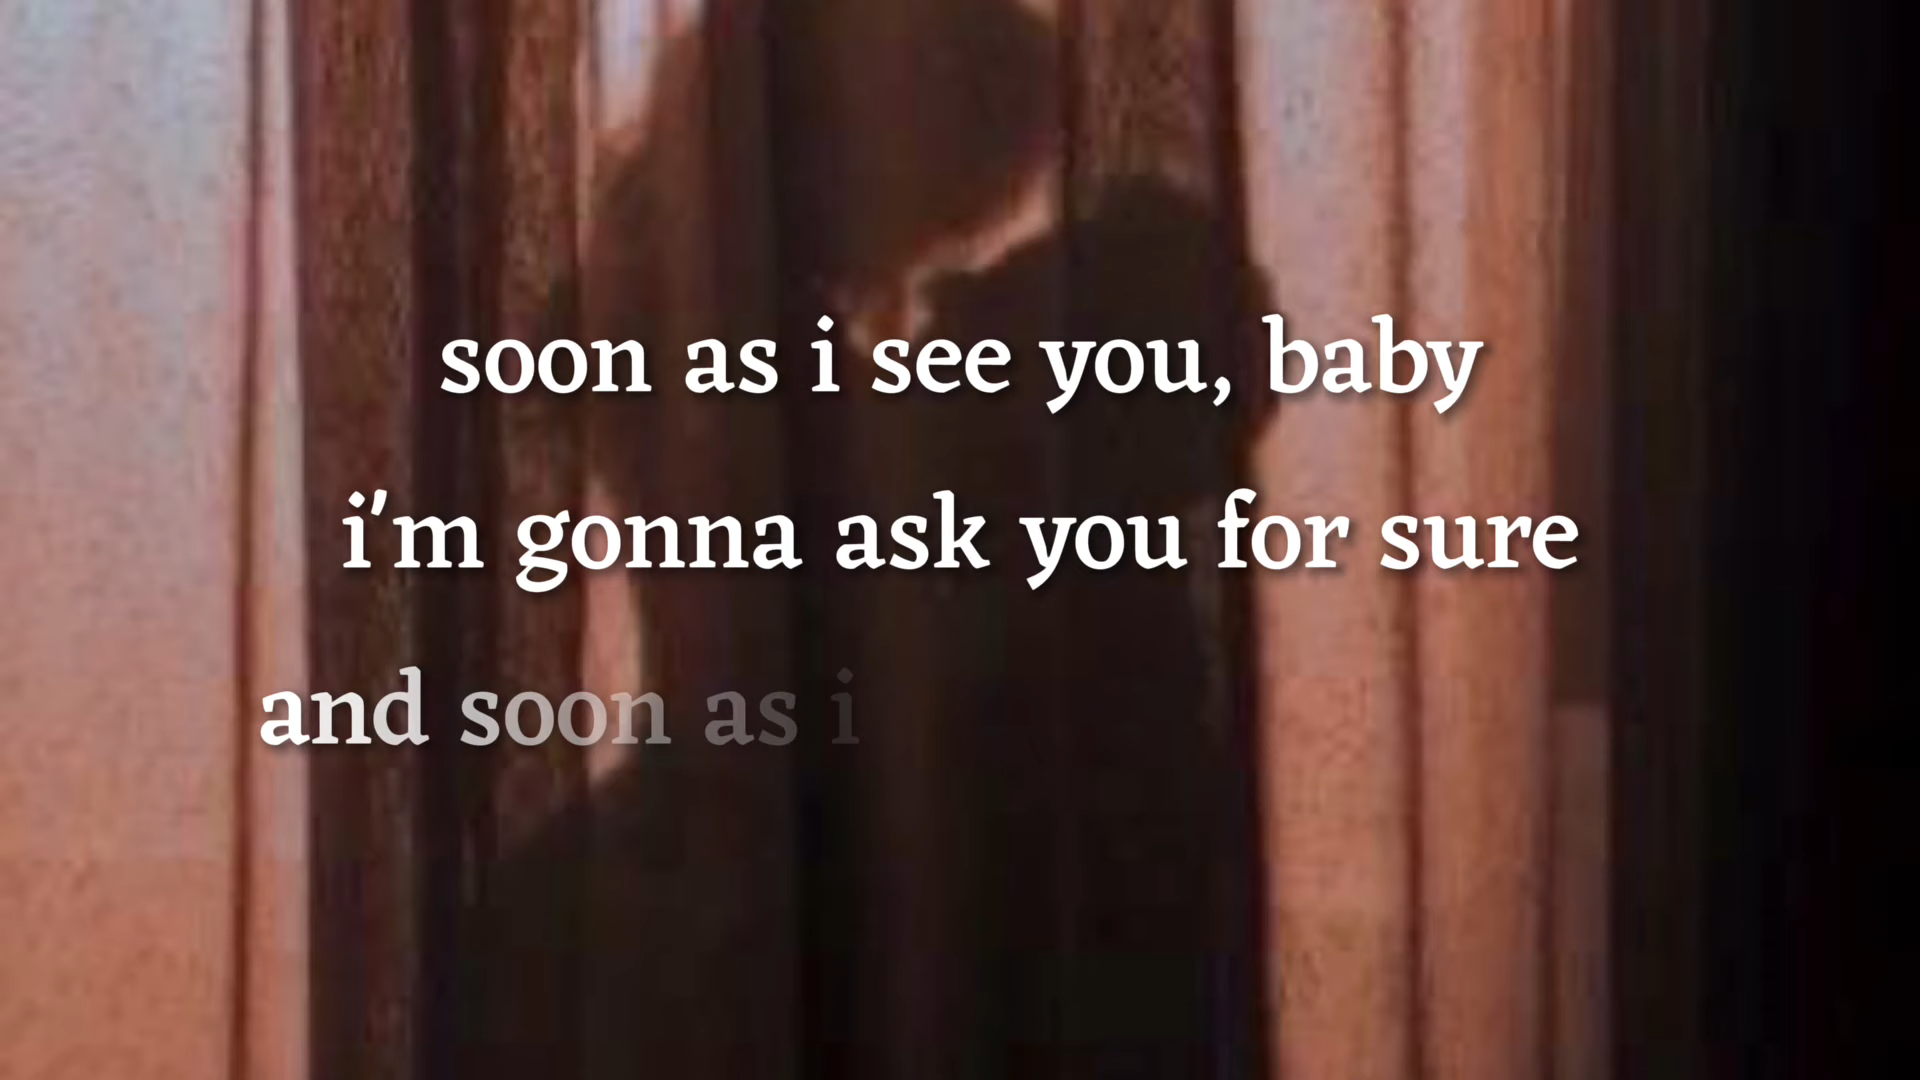 soon as i see you, baby
i'm gonna ask you for sure
and soon as i